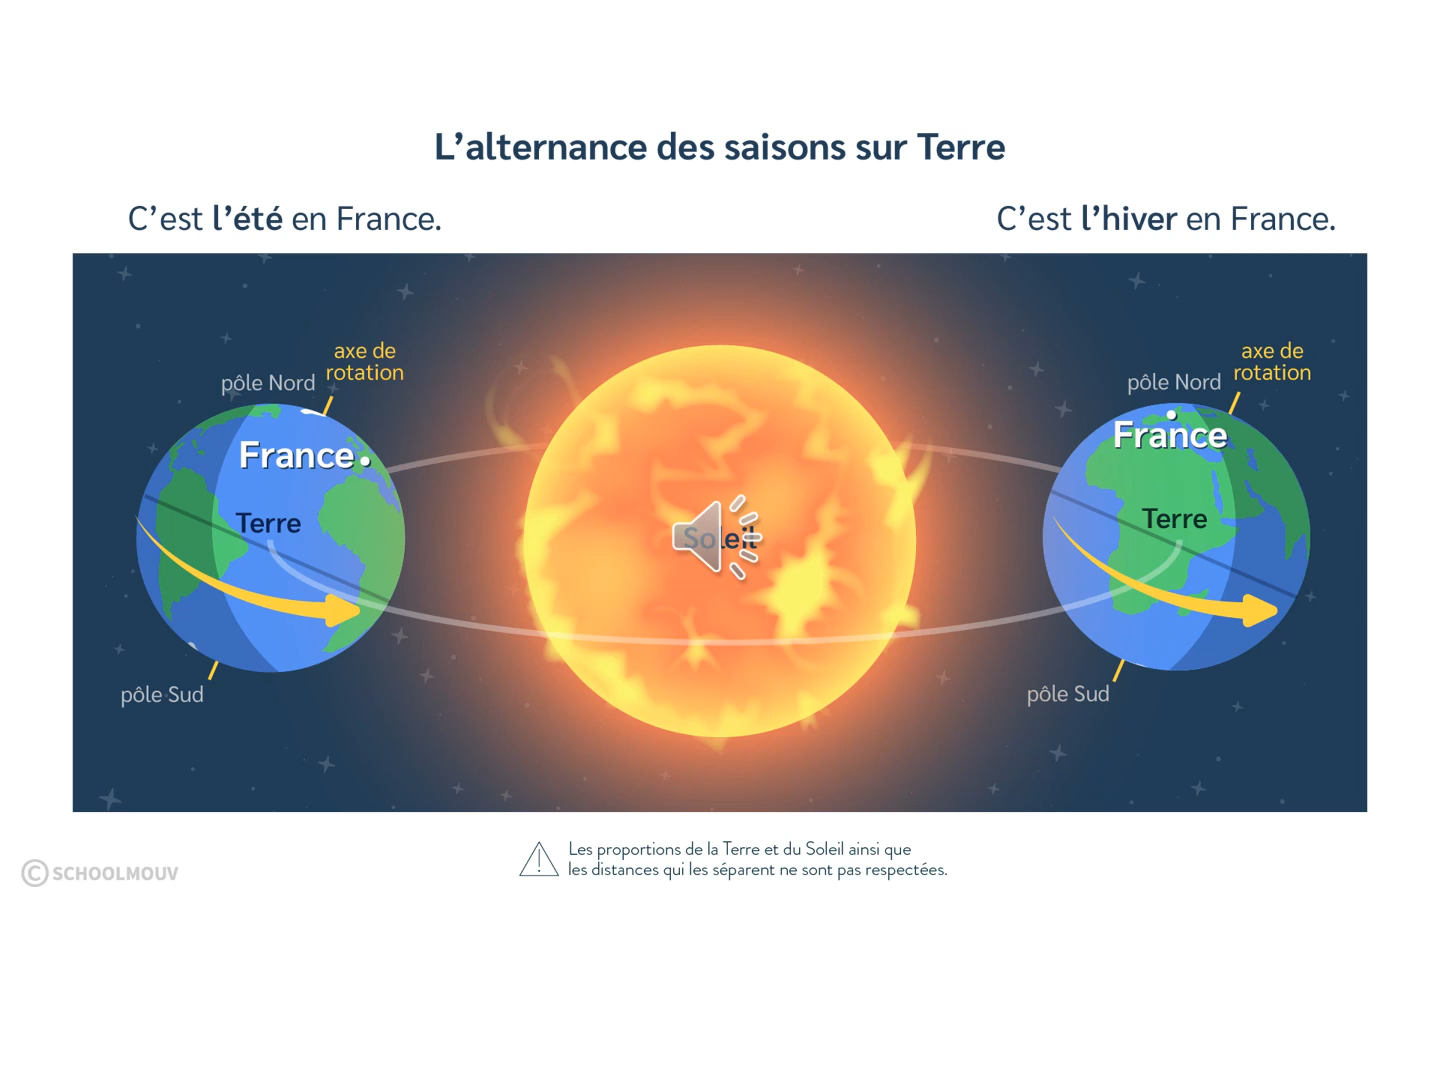 L’alternance des saisons sur Terre
C’est l’été en France.
C’est l’hiver en France.
axe de
rotation
pôle Nord
France
Terre
pôle Sud
Soleil
axe de
rotation
pôle Nord
France
Terre
pôle Sud
Les proportions de la Terre et du Soleil ainsi que
les distances qui les séparent ne sont pas respectées.
© SCHOOLMOUV